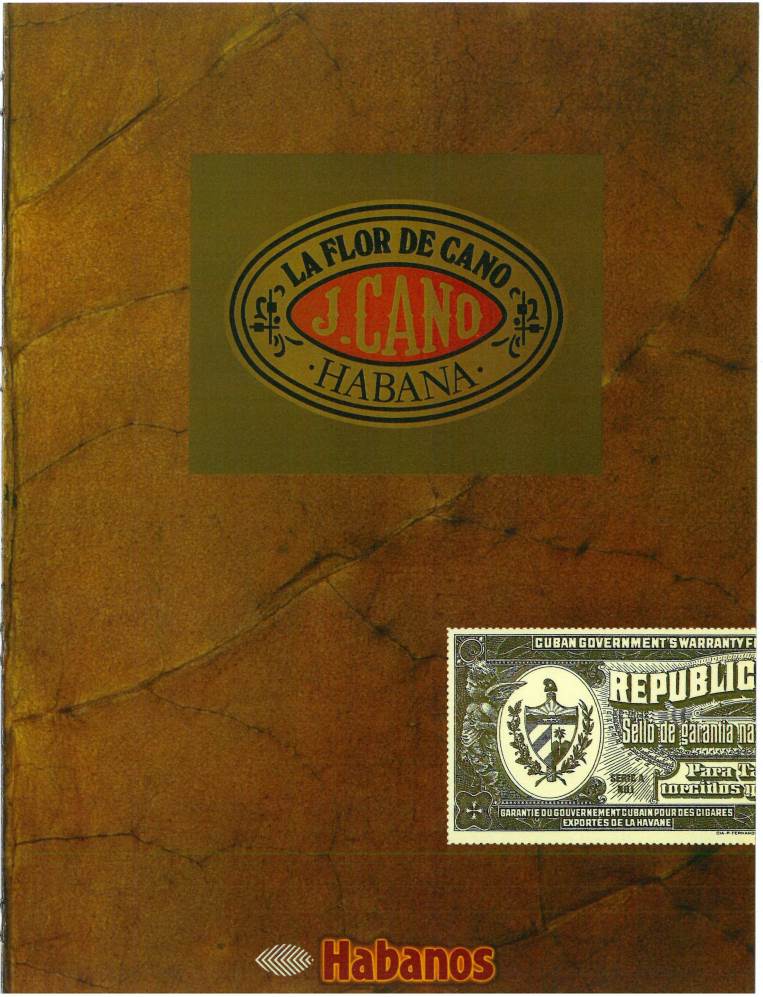 LA FLOR DE CANO
J. CANO
· HABANA ·
CUBAN GOVERNMENT'S WARRANTY F
REPUBLIC
Sello de garantia na
SERIE A
Para Ta
torcidos y
GARANTIE DU GOUVERNEMENT CUBAIN POUR DES CIGARES
EXPORTÉS DE LA HAVANE
Habanos